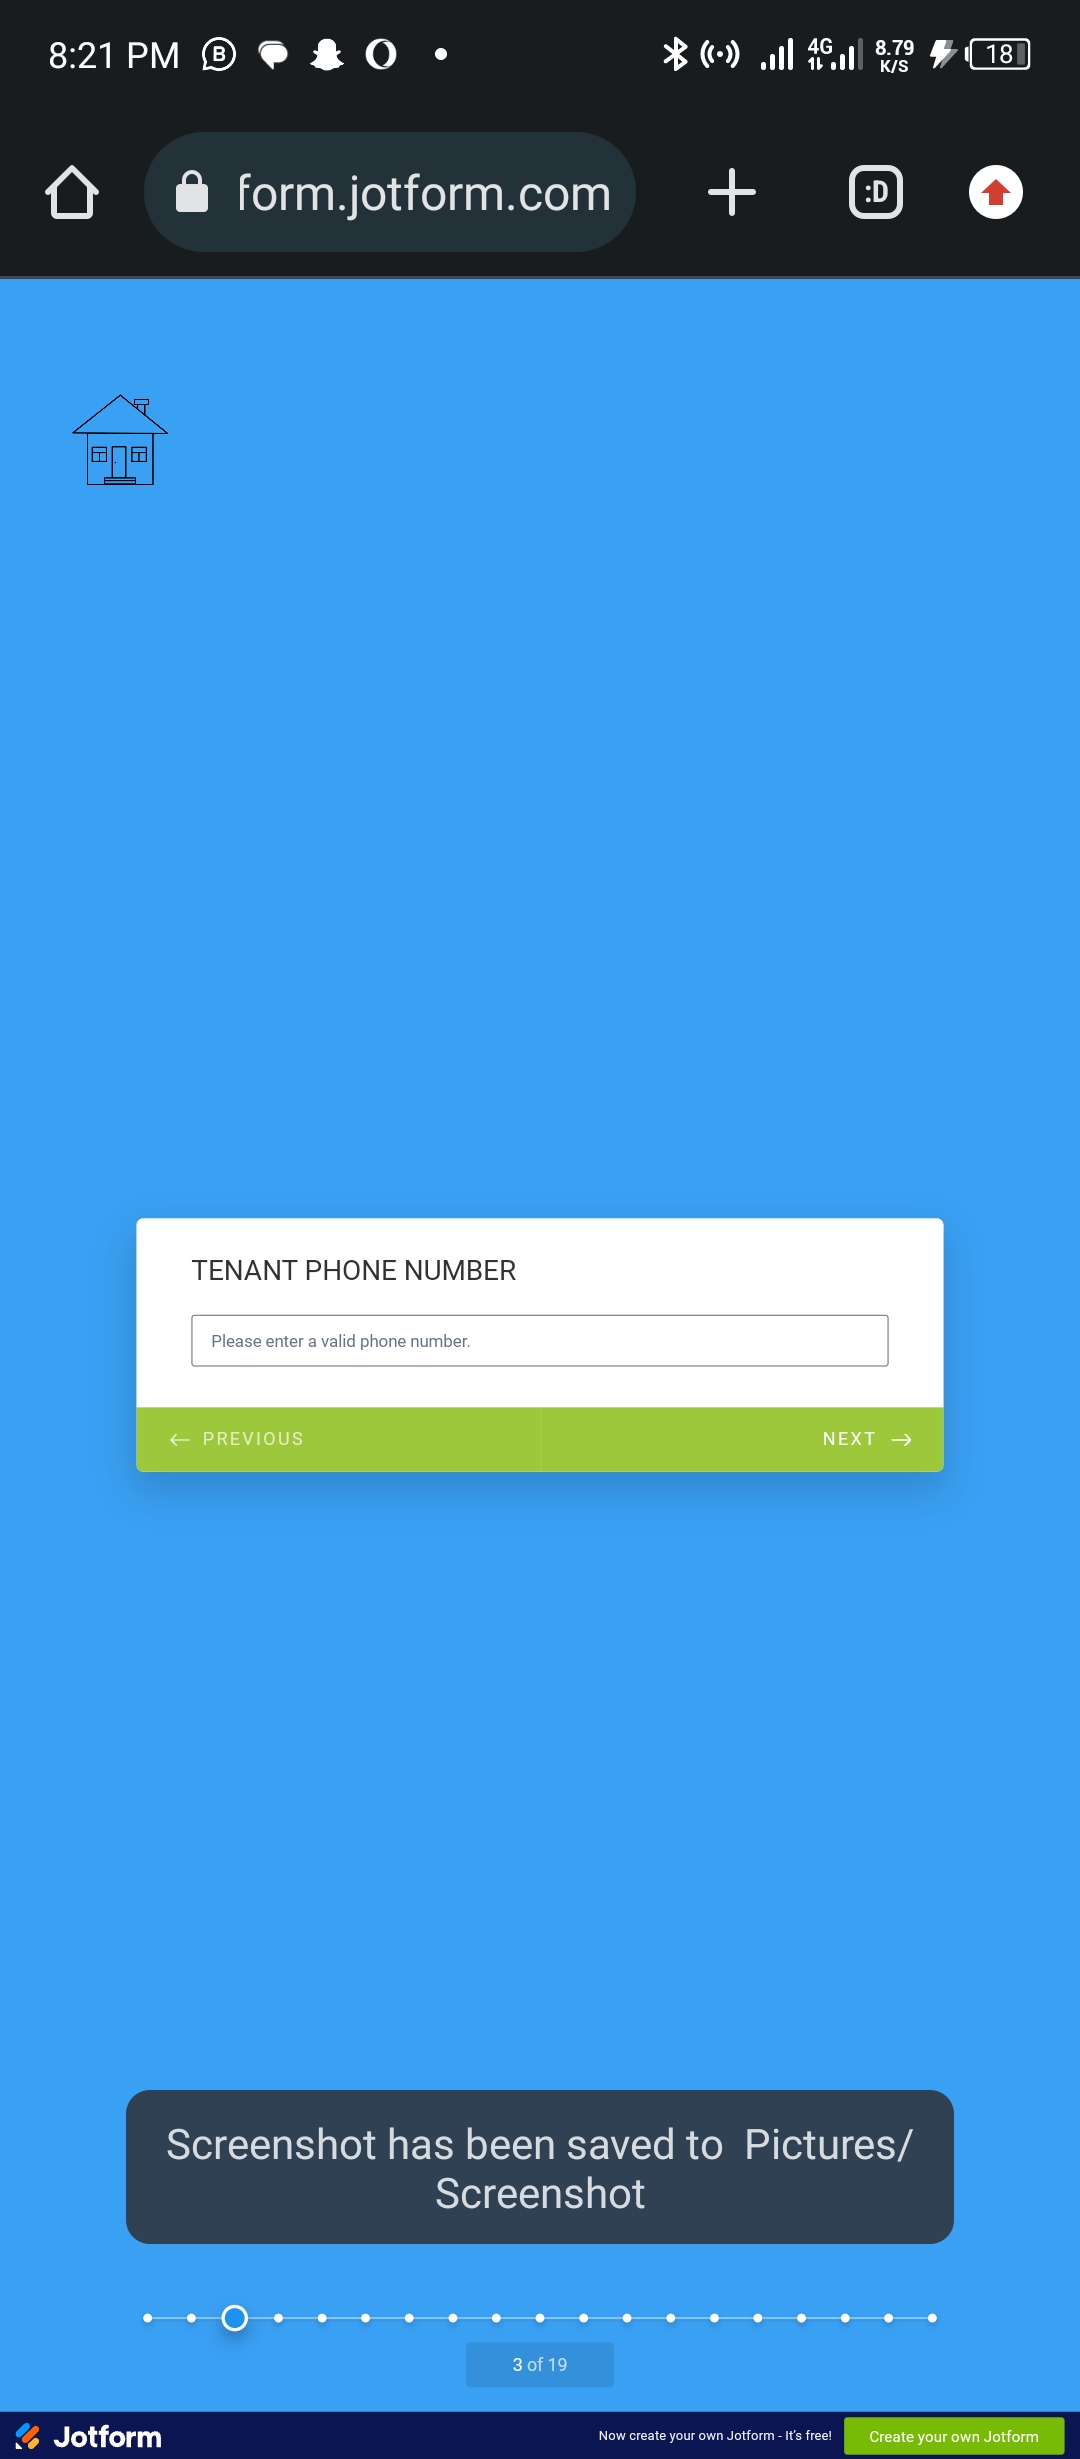 8:21 PM
4G
8.79
K/S
18
form.jotform.com
:D
TENANT PHONE NUMBER
Please enter a valid phone number.
PREVIOUS
NEXT
Screenshot has been saved to Pictures/
Screenshot
3 of 19
Jotform
Now create your own Jotform - It's free!
Create your own Jotform